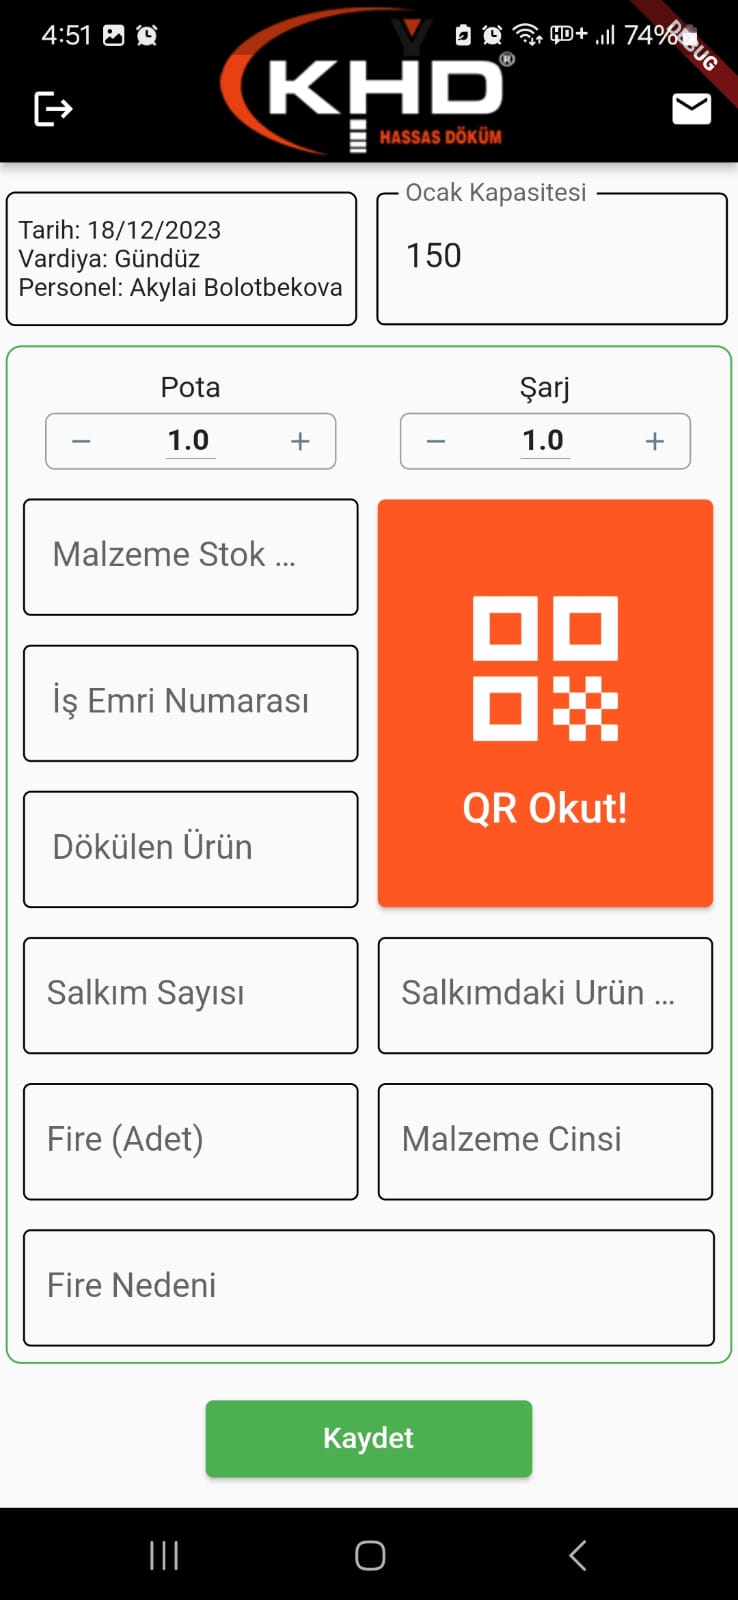 4:51
HD+
74%
DEBUG
KHD®
HASSAS DÖKÜM
Tarih: 18/12/2023
Vardiya: Gündüz
Personel: Akylai Bolotbekova
Ocak Kapasitesi
150
Pota
Şarj
− 1.0 +
− 1.0 +
Malzeme Stok ...
İş Emri Numarası
Dökülen Ürün
QR Okut!
Salkım Sayısı
Salkımdaki Urün ...
Fire (Adet)
Malzeme Cinsi
Fire Nedeni
Kaydet